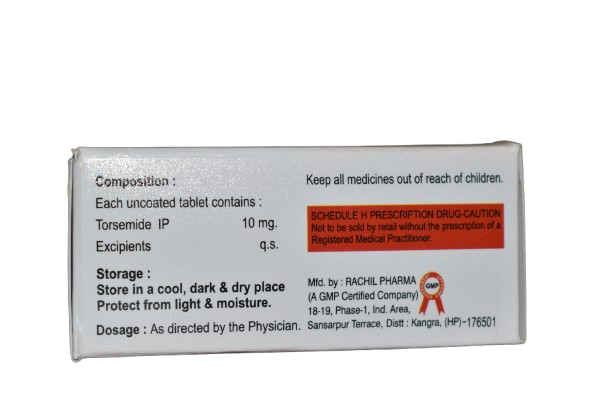 Composition :
Each uncoated tablet contains :
Torsemide IP 10 mg.
Excipients q.s.
Storage :
Store in a cool, dark & dry place
Protect from light & moisture.
Dosage : As directed by the Physician.
Keep all medicines out of reach of children.
SCHEDULE H PRESCRIPTION DRUG-CAUTION
Not to be sold by retail without the prescription of a
Registered Medical Practitioner.
Mfd. by : RACHIL PHARMA
(A GMP Certified Company)
18-19, Phase-1, Ind. Area,
Sansarpur Terrace, Distt : Kangra, (HP)-176501
GMP